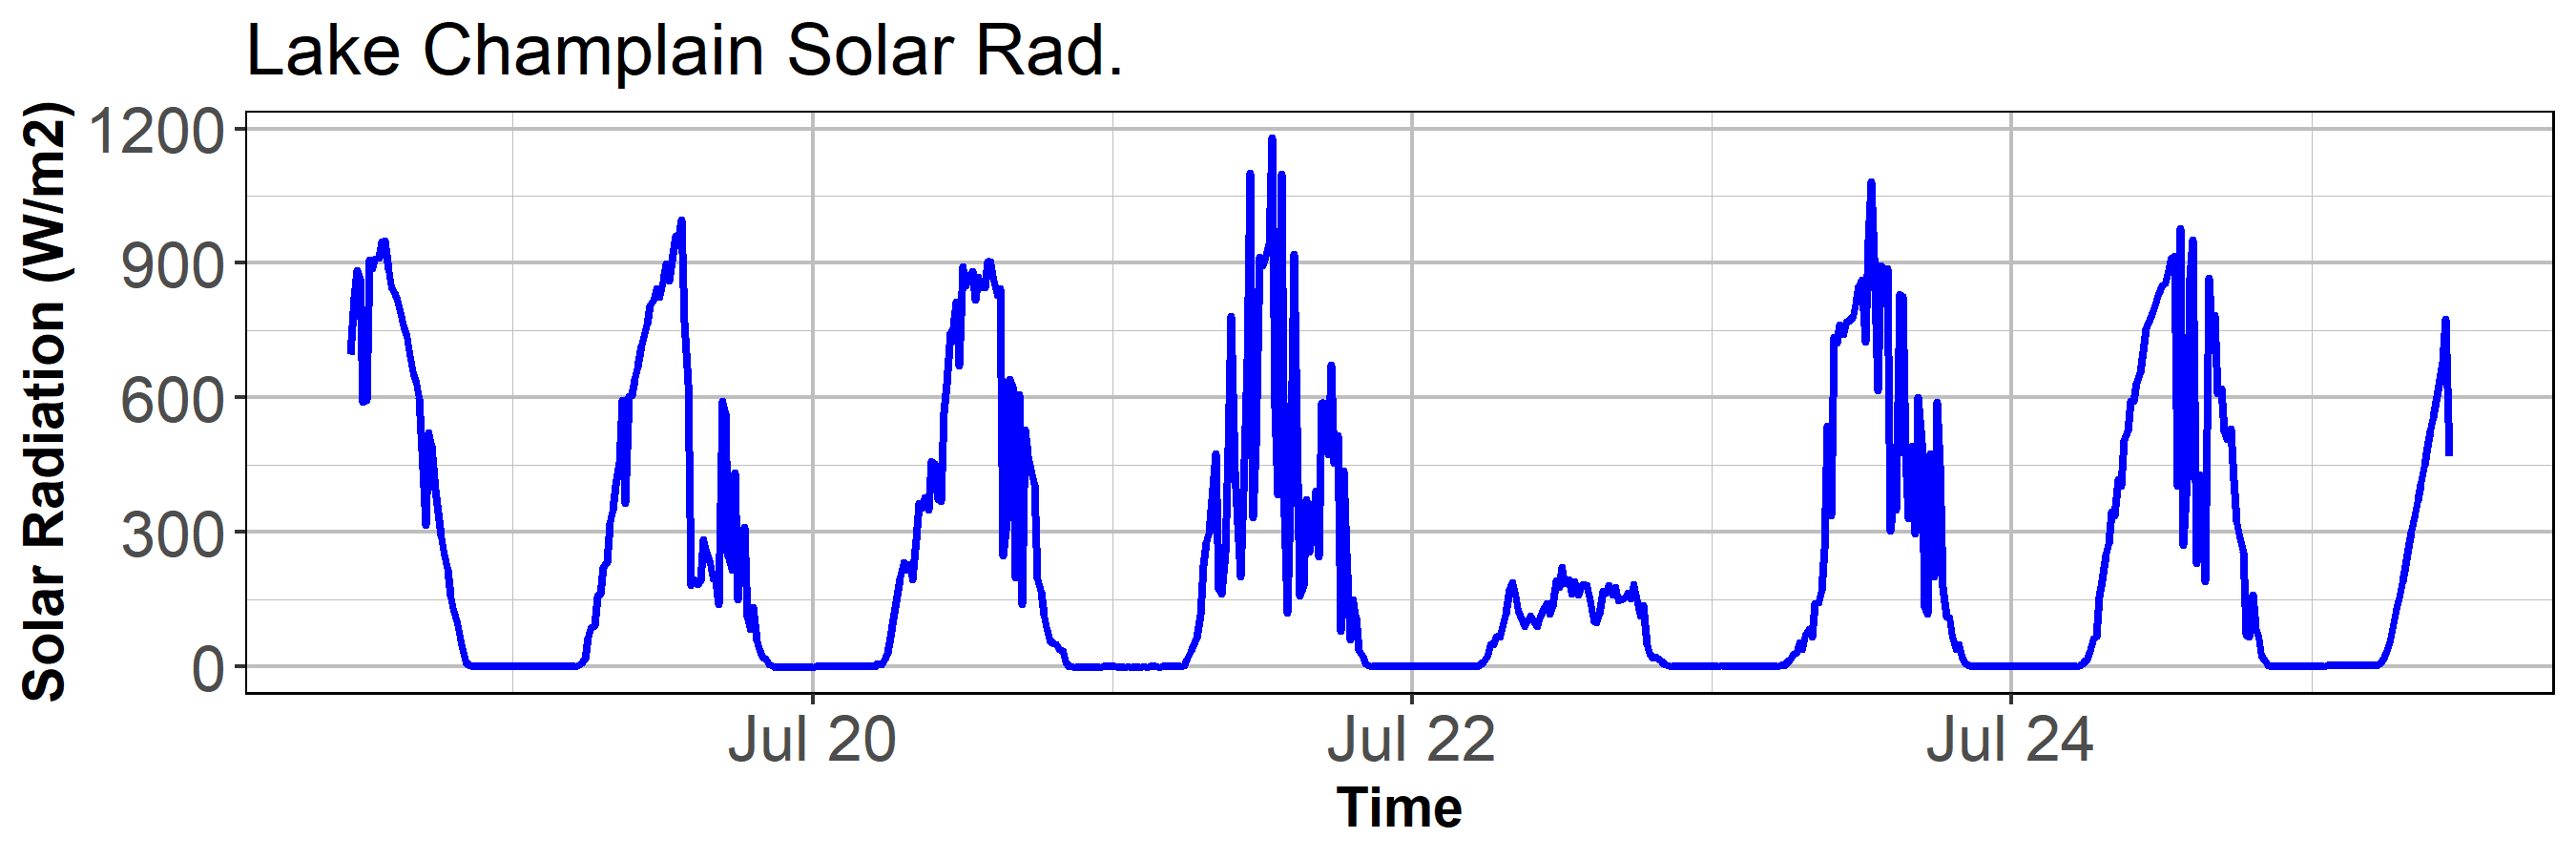 Lake Champlain Solar Rad.
Solar Radiation (W/m2)
1200
900
600
300
0
Jul 20 Jul 22 Jul 24
Time